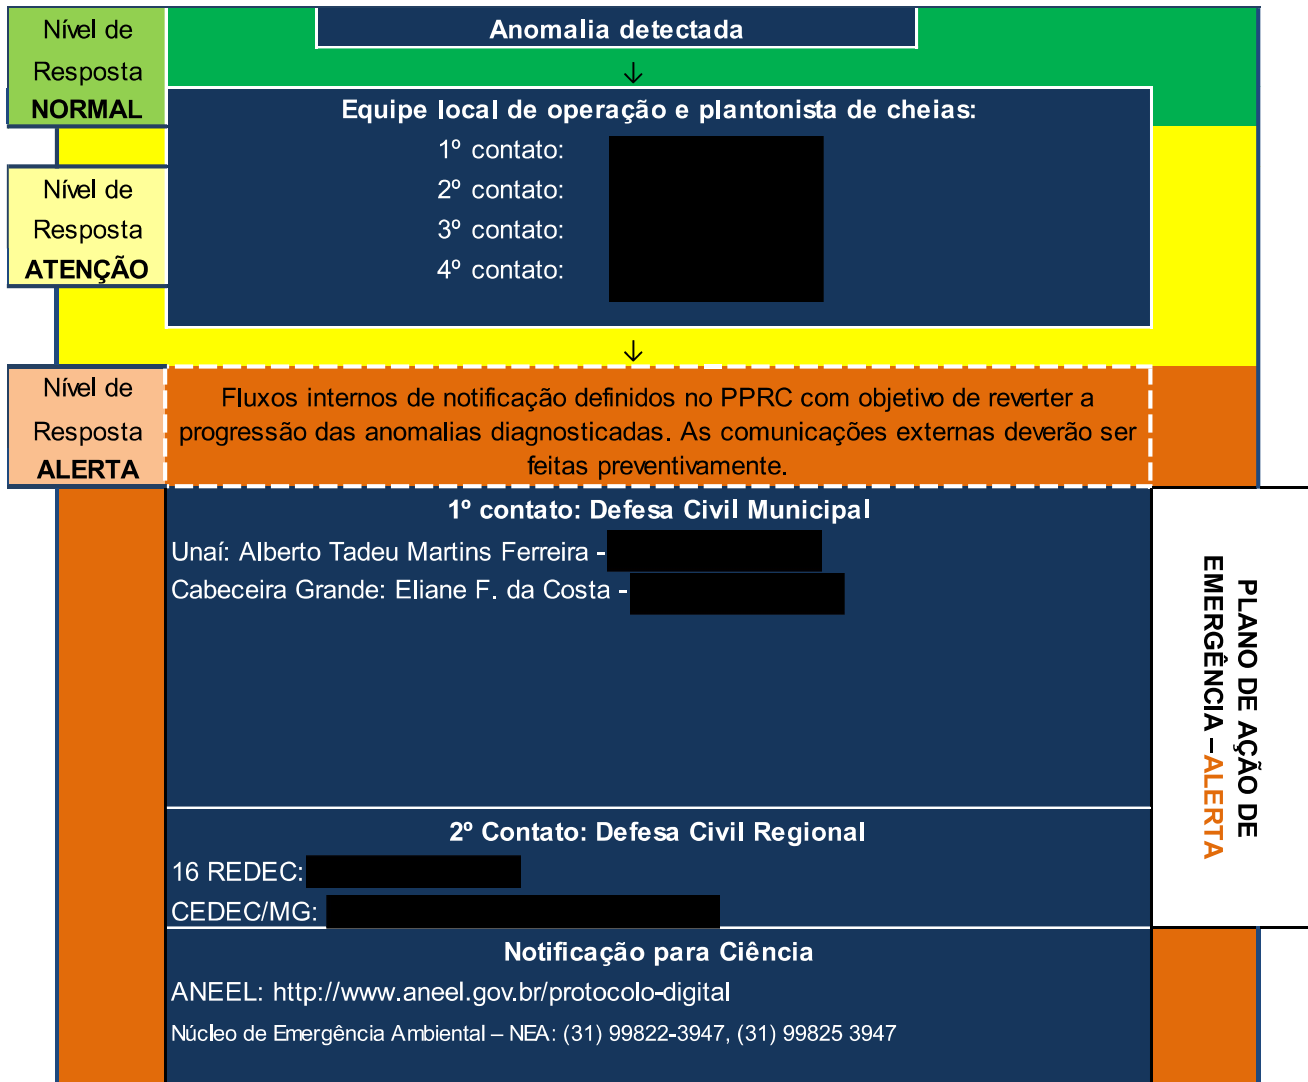 Nível de
Resposta
NORMAL
Anomalia detectada
↓
Equipe local de operação e plantonista de cheias:
1º contato:
2º contato:
3º contato:
4º contato:
Nível de
Resposta
ATENÇÃO
↓
Nível de
Resposta
ALERTA
Fluxos internos de notificação definidos no PPRC com objetivo de reverter a
progressão das anomalias diagnosticadas. As comunicações externas deverão ser
feitas preventivamente.
1º contato: Defesa Civil Municipal
Unaí: Alberto Tadeu Martins Ferreira -
Cabeceira Grande: Eliane F. da Costa -
PLANO DE AÇÃO DE
EMERGÊNCIA –ALERTA
2º Contato: Defesa Civil Regional
16 REDEC:
CEDEC/MG:
Notificação para Ciência
ANEEL: http://www.aneel.gov.br/protocolo-digital
Núcleo de Emergência Ambiental – NEA: (31) 99822-3947, (31) 99825 3947